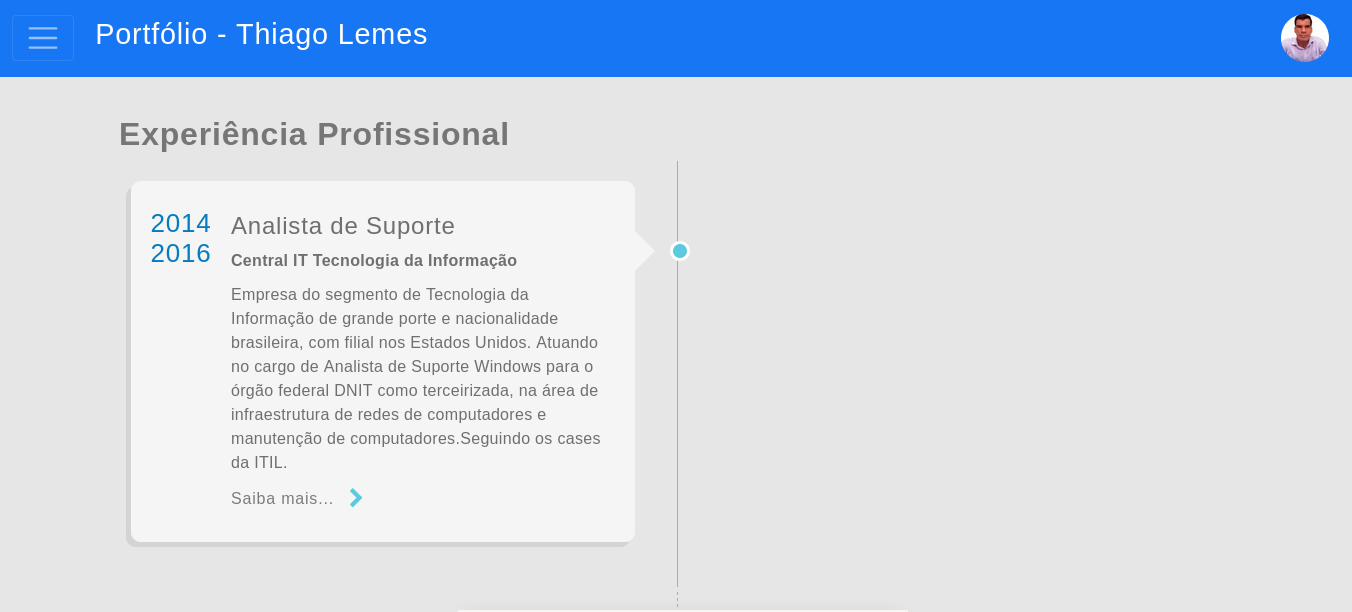 Portfólio - Thiago Lemes
Experiência Profissional
2014
2016
Analista de Suporte
Central IT Tecnologia da Informação
Empresa do segmento de Tecnologia da
Informação de grande porte e nacionalidade
brasileira, com filial nos Estados Unidos. Atuando
no cargo de Analista de Suporte Windows para o
órgão federal DNIT como terceirizada, na área de
infraestrutura de redes de computadores e
manutenção de computadores.Seguindo os cases
da ITIL.
Saiba mais...